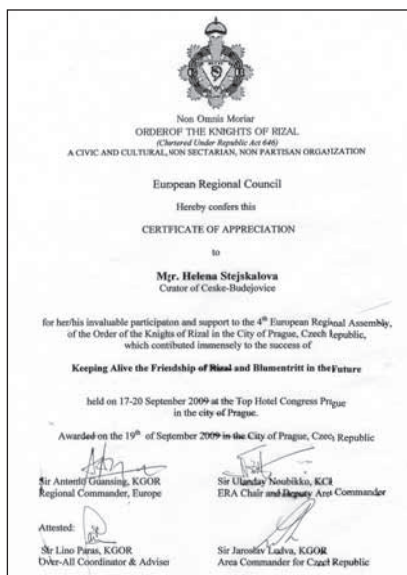 Non Omnis Moriar
ORDEROF THE KNIGHTS OF RIZAL
(Chartered Under Republic Act 646)
A CIVIC AND CULTURAL, NON SECTARIAN, NON PARTISAN ORGANIZATION
European Regional Council
Hereby confers this
CERTIFICATE OF APPRECIATION
to
Mgr. Helena Stejskalova
Curator of Ceske-Budejovice
for her/his invaluable participation and support to the 4th European Regional Assembly,
of the Order of the Knights of Rizal in the City of Prague, Czech Republic,
which contibuted immensely to the success of
Keeping Alive the Friendship of Rizal and Blumentritt in the Future
held on 17-20 September 2009 at the Top Hotel Congress Prague
in the city of Prague.
Awarded on the 19th of September 2009 in the City of Prague, Czech Republic
Sir Antonio Guansing, KGOR
Regional Commander, Europe
Sir Ulanday Noubikko, KCR
ERA Chair and Deputy Area Commander
Attested:
Sir Lino Paras, KGOR
Over-All Coordinator & Adviser
Sir Jaroslav Ludva, KGOR
Area Commander for Czech Republic